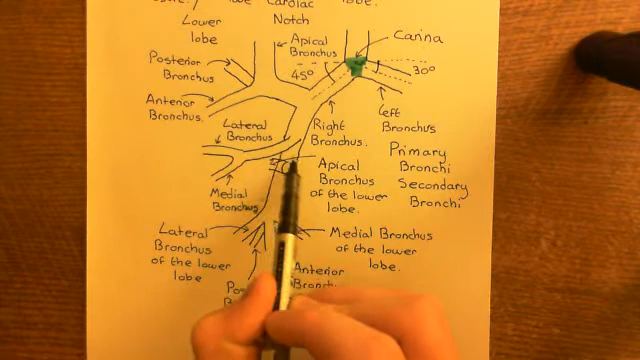 lobe
Cardiac
lobe.
Notch
Lower
lobe
Apical
Bronchus
Carina
Posterior
Bronchus
45°
30°
Anterior
Bronchus.
Lateral
Bronchus
Right
Bronchus.
Left
Bronchus
Primary
Bronchi
Secondary
Bronchi
Apical
Bronchus
of the lower
lobe.
Medial
Bronchus
Lateral
Bronchus
of the lower
lobe
Medial Bronchus
of the lower
lobe.
Anterior